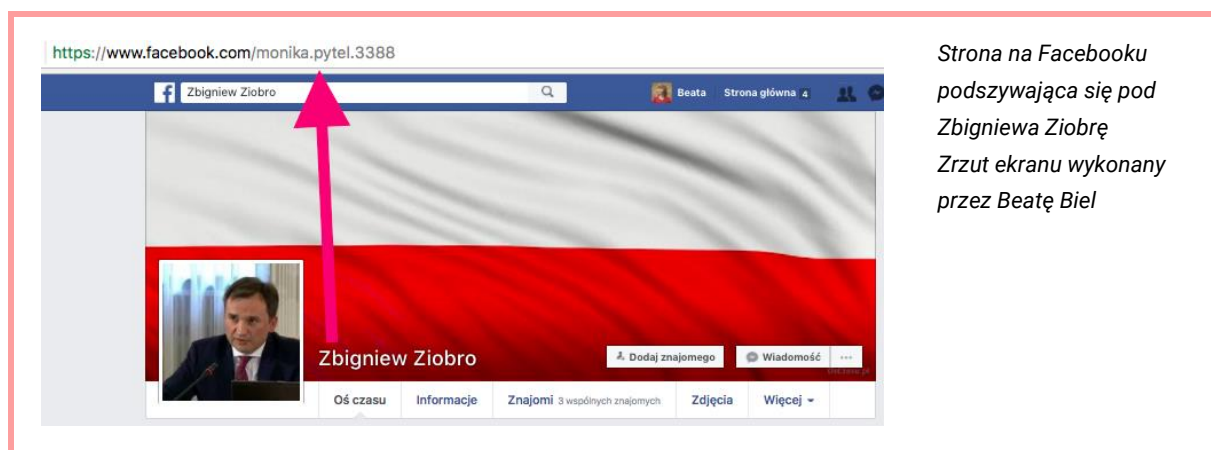 https://www.facebook.com/monika.pytel.3388
Zbigniew Ziobro
Beata Strona główna 4
Zbigniew Ziobro
Dodaj znajomego Wiadomość ...
Oś czasu Informacje Znajomi 3 wspólnych znajomych Zdjęcia Więcej
Strona na Facebooku
podszywająca się pod
Zbigniewa Ziobrę
Zrzut ekranu wykonany
przez Beatę Biel